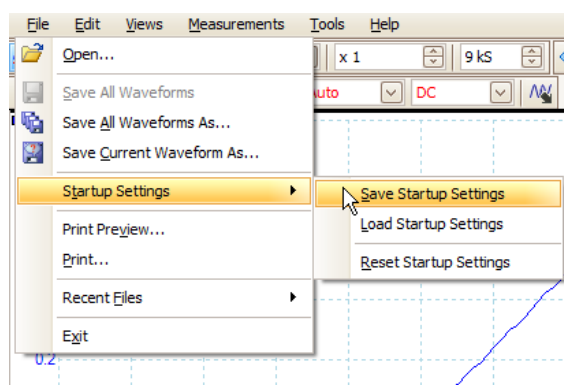 File Edit Views Measurements Tools Help
Open...
x 1
9 kS
Save All Waveforms
Auto
DC
Save All Waveforms As...
Save Current Waveform As...
Startup Settings
Save Startup Settings
Load Startup Settings
Print Preview...
Print...
Reset Startup Settings
Recent Files
Exit
0.2